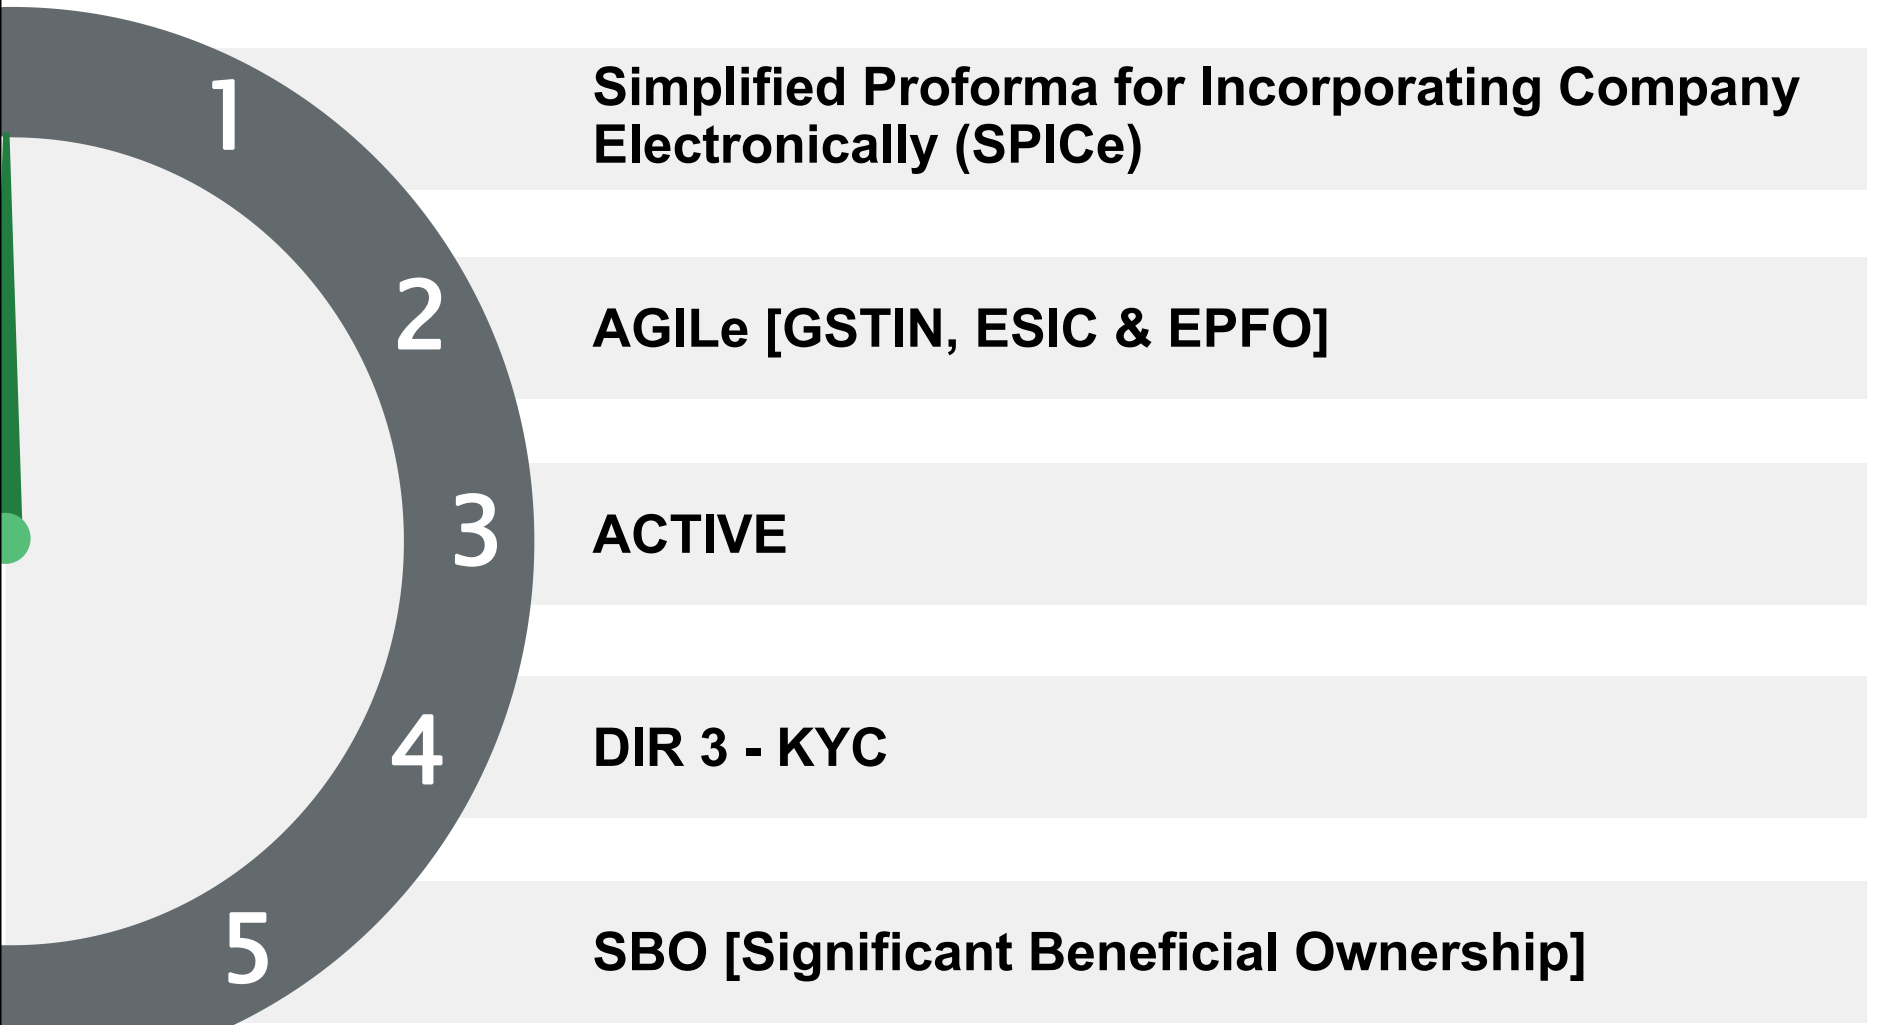 1
Simplified Proforma for Incorporating Company
Electronically (SPICe)
2
AGILe [GSTIN, ESIC & EPFO]
3
ACTIVE
4
DIR 3 - KYC
5
SBO [Significant Beneficial Ownership]